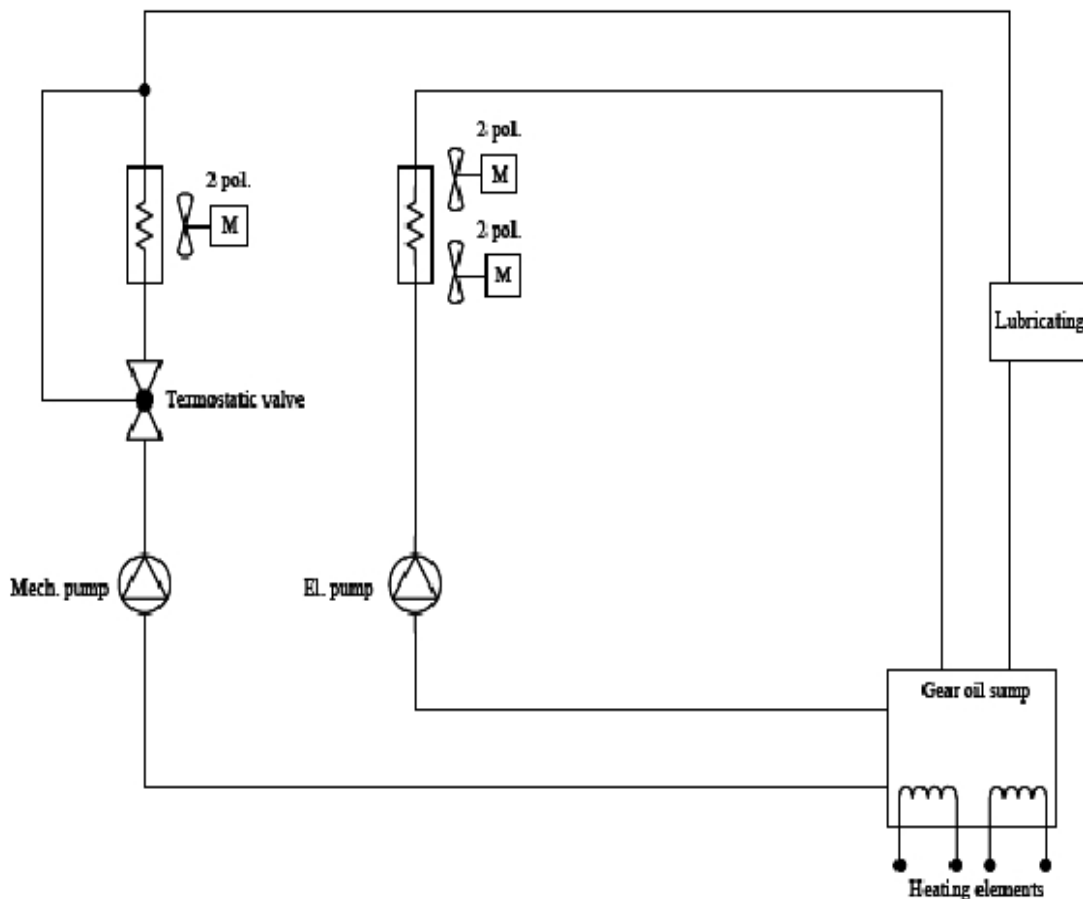 2 pol.
M
2 pol.
M
2 pol.
M
Lubricating
Termostatic valve
Mech. pump
El. pump
Gear oil sump
Heating elements